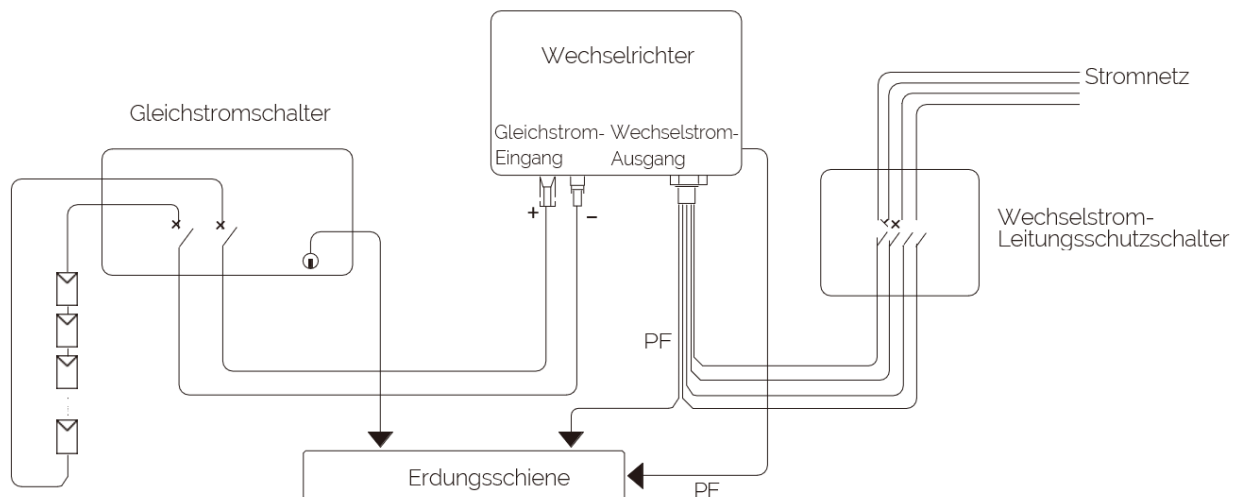 Wechselrichter
Stromnetz
Gleichstromschalter
Gleichstrom- Wechselstrom-
Eingang Ausgang
+ −
Wechselstrom-
Leitungsschutzschalter
PF
Erdungsschiene
PF